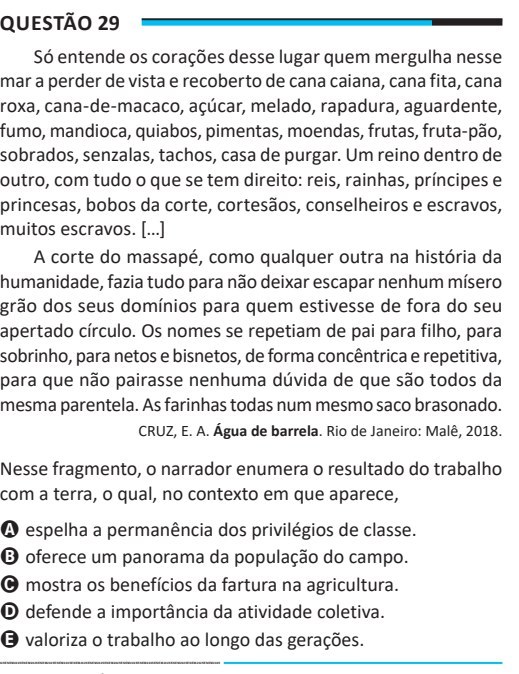 QUESTÃO 29
Só entende os corações desse lugar quem mergulha nesse
mar a perder de vista e recoberto de cana caiana, cana fita, cana
roxa, cana-de-macaco, açúcar, melado, rapadura, aguardente,
fumo, mandioca, quiabos, pimentas, moendas, frutas, fruta-pão,
sobrados, senzalas, tachos, casa de purgar. Um reino dentro de
outro, com tudo o que se tem direito: reis, rainhas, príncipes e
princesas, bobos da corte, cortesãos, conselheiros e escravos,
muitos escravos. [...]
A corte do massapé, como qualquer outra na história da
humanidade, fazia tudo para não deixar escapar nenhum mísero
grão dos seus domínios para quem estivesse de fora do seu
apertado círculo. Os nomes se repetiam de pai para filho, para
sobrinho, para netos e bisnetos, de forma concêntrica e repetitiva,
para que não pairasse nenhuma dúvida de que são todos da
mesma parentela. As farinhas todas num mesmo saco brasonado.
CRUZ, E. A. Água de barrela. Rio de Janeiro: Malê, 2018.
Nesse fragmento, o narrador enumera o resultado do trabalho
com a terra, o qual, no contexto em que aparece,
A espelha a permanência dos privilégios de classe.
B oferece um panorama da população do campo.
C mostra os benefícios da fartura na agricultura.
D defende a importância da atividade coletiva.
E valoriza o trabalho ao longo das gerações.